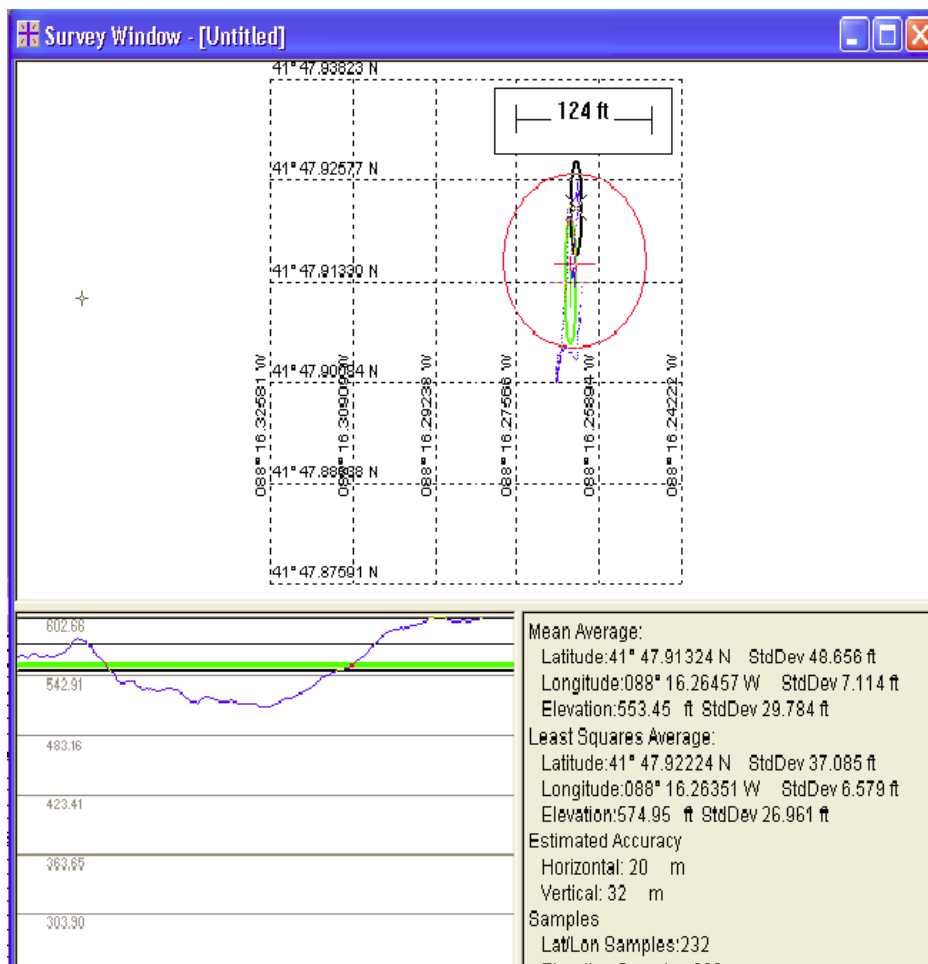 Survey Window - [Untitled]
41° 47.93823 N
124 ft
41° 47.92577 N
41° 47.91330 N
41° 47.90084 N
088° 16.32581 W
088° 16.30909 W
088° 16.29238 W
088° 16.27566 W
088° 16.25894 W
088° 16.24222 W
41° 47.88838 N
41° 47.87591 N
602.66
542.91
483.16
423.41
363.65
303.90
Mean Average:
Latitude:41° 47.91324 N StdDev 48.656 ft
Longitude:088° 16.26457 W StdDev 7.114 ft
Elevation:553.45 ft StdDev 29.784 ft
Least Squares Average:
Latitude:41° 47.92224 N StdDev 37.085 ft
Longitude:088° 16.26351 W StdDev 6.579 ft
Elevation:574.95 ft StdDev 26.961 ft
Estimated Accuracy
Horizontal: 20 m
Vertical: 32 m
Samples
Lat/Lon Samples:232